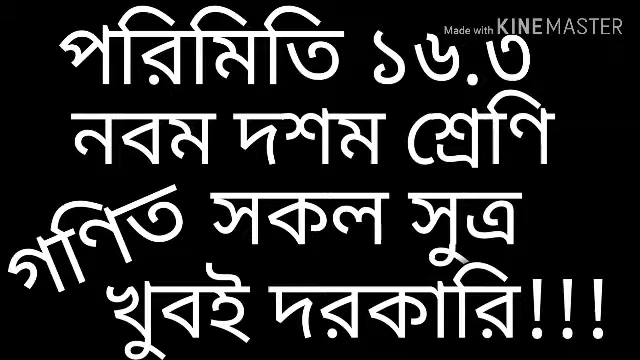 Made with KINEMASTER
পরিমিতি ১৬.৩
নবম দশম শ্রেণি
গণিত সকল সুত্র
খুবই দরকারি!!!